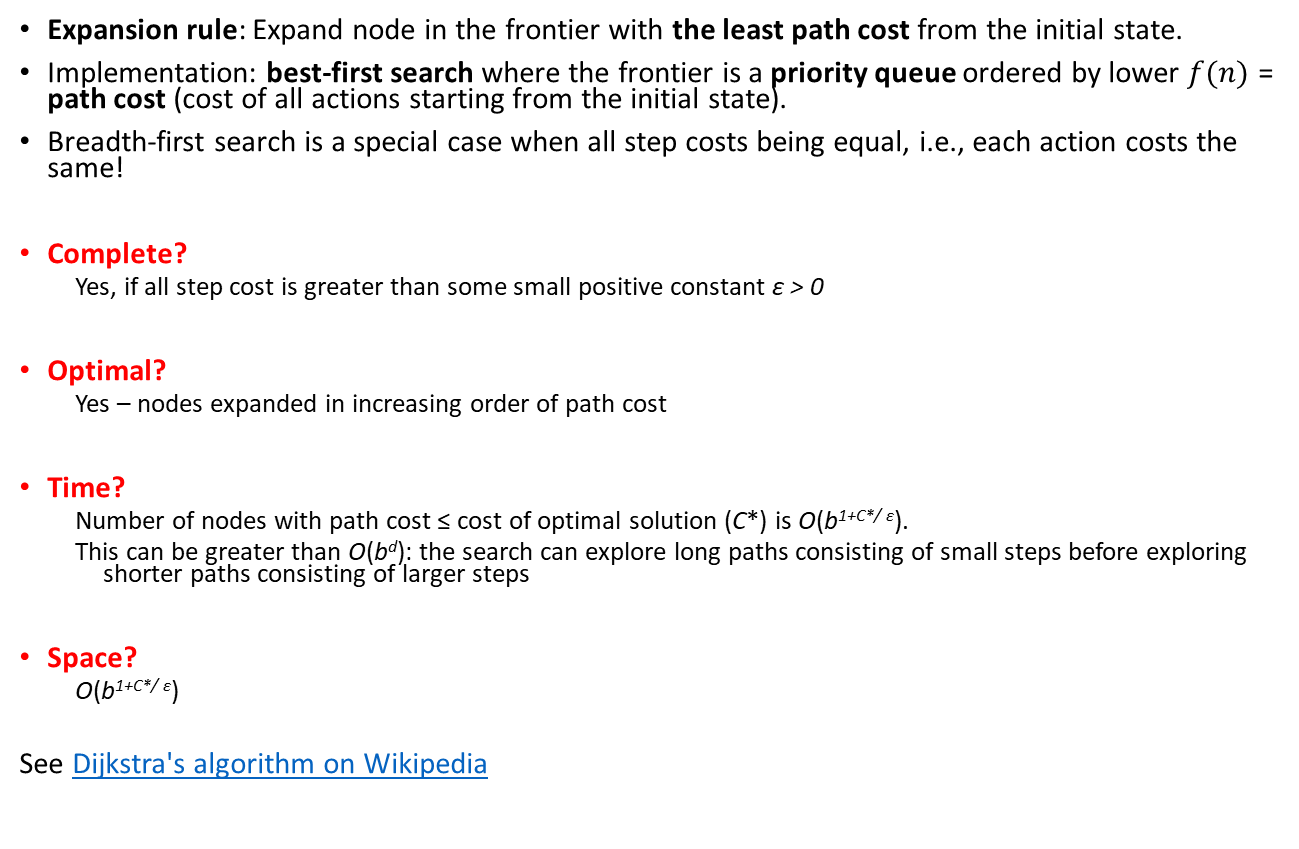 • Expansion rule: Expand node in the frontier with the least path cost from the initial state.
• Implementation: best-first search where the frontier is a priority queue ordered by lower f(n) =
path cost (cost of all actions starting from the initial state).
• Breadth-first search is a special case when all step costs being equal, i.e., each action costs the
same!
• Complete?
Yes, if all step cost is greater than some small positive constant ε > 0
• Optimal?
Yes – nodes expanded in increasing order of path cost
• Time?
Number of nodes with path cost ≤ cost of optimal solution (C*) is O(b^{1+C*/ ε}).
This can be greater than O(b^{d}): the search can explore long paths consisting of small steps before exploring
shorter paths consisting of larger steps
• Space?
O(b^{1+C*/ ε})
See Dijkstra's algorithm on Wikipedia